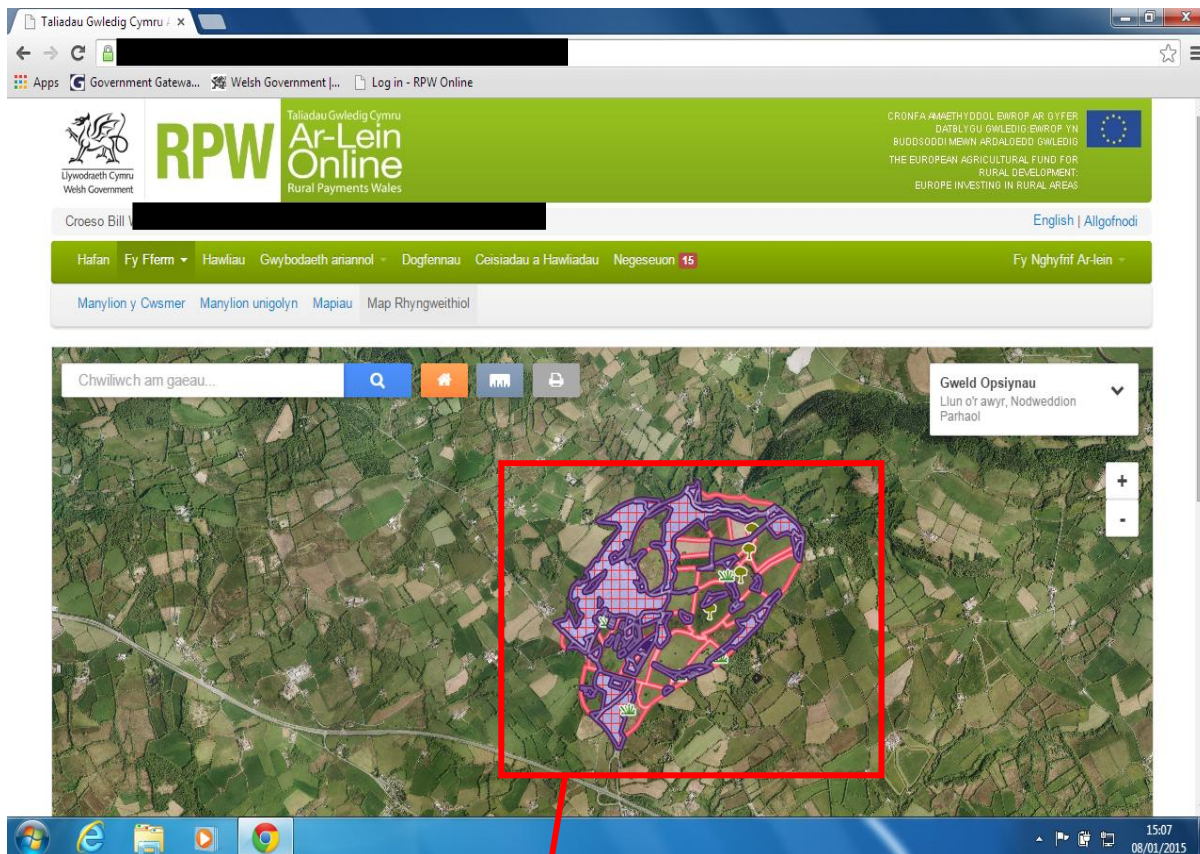 Taliadau Gwledig Cymru
Apps Government Gatewa... Welsh Government |... Log in - RPW Online
Llywodraeth Cymru
Welsh Government
RPW
Taliadau Gwledig Cymru
Ar-Lein
Online
Rural Payments Wales
CRONFA AMAETHYDDOL EWROP AR GYFER
DATBLYGU GWLEDIG:EWROP YN
BUDDSODDI MEWN ARDALOEDD GWLEDIG
THE EUROPEAN AGRICULTURAL FUND FOR
RURAL DEVELOPMENT:
EUROPE INVESTING IN RURAL AREAS
Croeso Bill
English | Allgofnodi
Hafan Fy Fferm Hawliau Gwybodaeth ariannol Dogfennau Ceisiadau a Hawliadau Negeseuon 15 Fy Nghyfrif Ar-lein
Manylion y Cwsmer Manylion unigolyn Mapiau Map Rhyngweithiol
Chwiliwch am gaeau...
Gweld Opsiynau
Llun o'r awyr, Nodweddion
Parhaol
+
-
15:07
08/01/2015